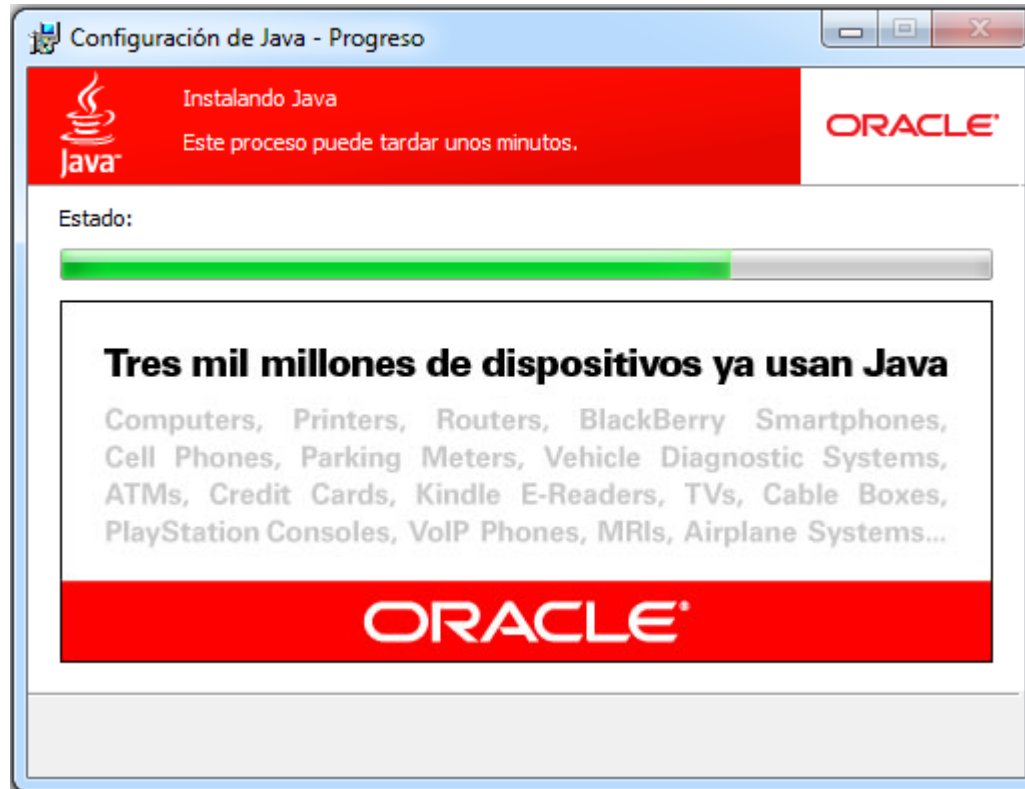 Configuración de Java - Progreso
Instalando Java
Este proceso puede tardar unos minutos.
Java™
ORACLE®
Estado:
Tres mil millones de dispositivos ya usan Java
Computers, Printers, Routers, BlackBerry Smartphones,
Cell Phones, Parking Meters, Vehicle Diagnostic Systems,
ATMs, Credit Cards, Kindle E-Readers, TVs, Cable Boxes,
PlayStation Consoles, VoIP Phones, MRIs, Airplane Systems...
ORACLE®